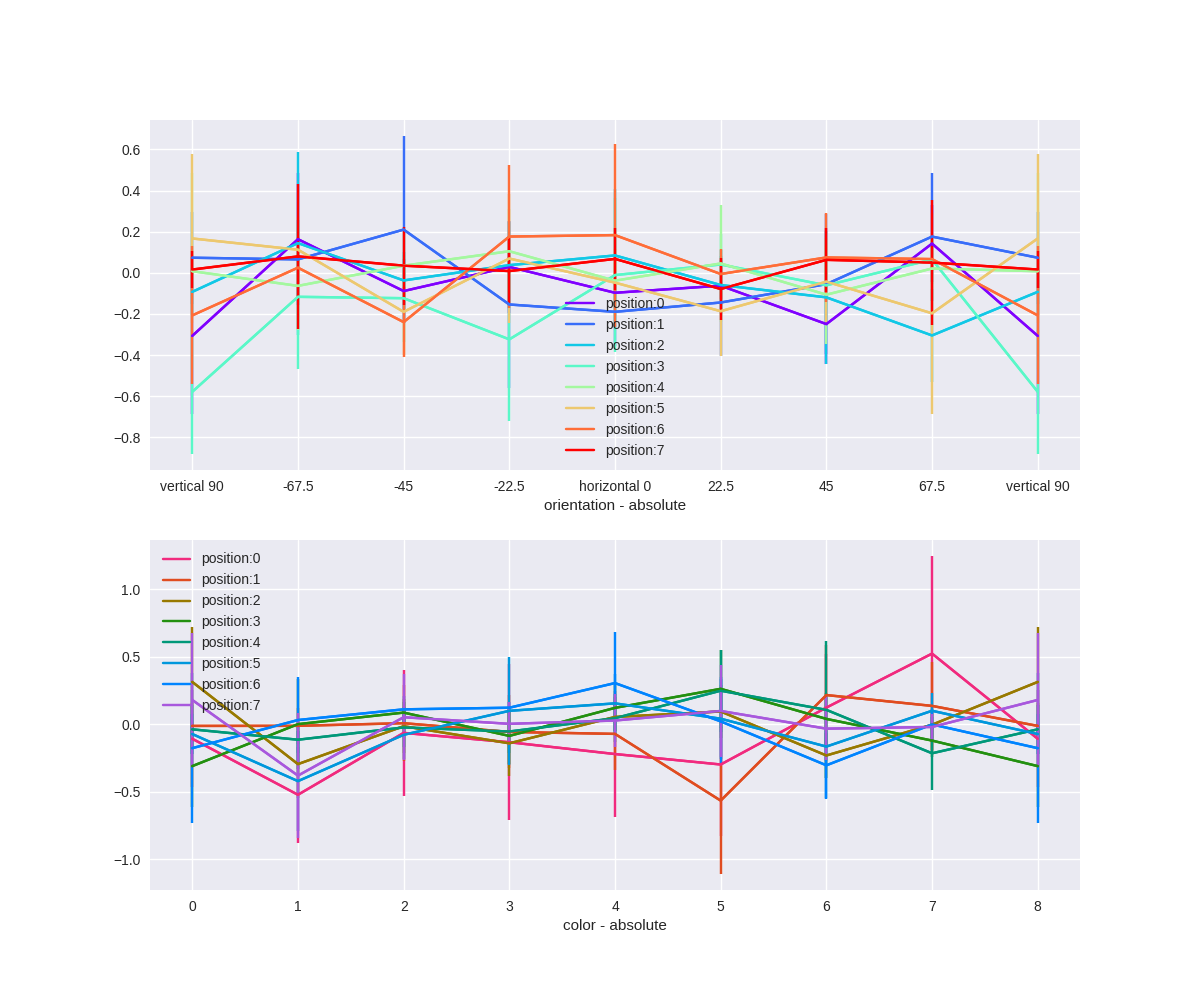 0.6
0.4
0.2
0.0
−0.2
−0.4
−0.6
−0.8
position:0
position:1
position:2
position:3
position:4
position:5
position:6
position:7
vertical 90 -67.5 -45 -22.5 horizontal 0 22.5 45 67.5 vertical 90
orientation - absolute
1.0
0.5
0.0
−0.5
−1.0
position:0
position:1
position:2
position:3
position:4
position:5
position:6
position:7
0 1 2 3 4 5 6 7 8
color - absolute